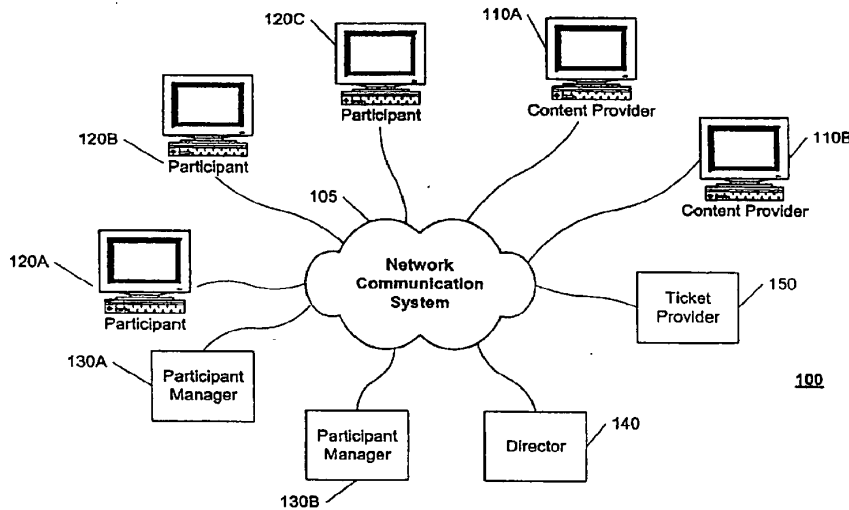 120C
110A
Participant
Content Provider
120B
Participant
110B
Content Provider
105
Network
Communication
System
120A
Participant
Ticket
Provider
150
130A
Participant
Manager
100
Participant
Manager
130B
Director
140